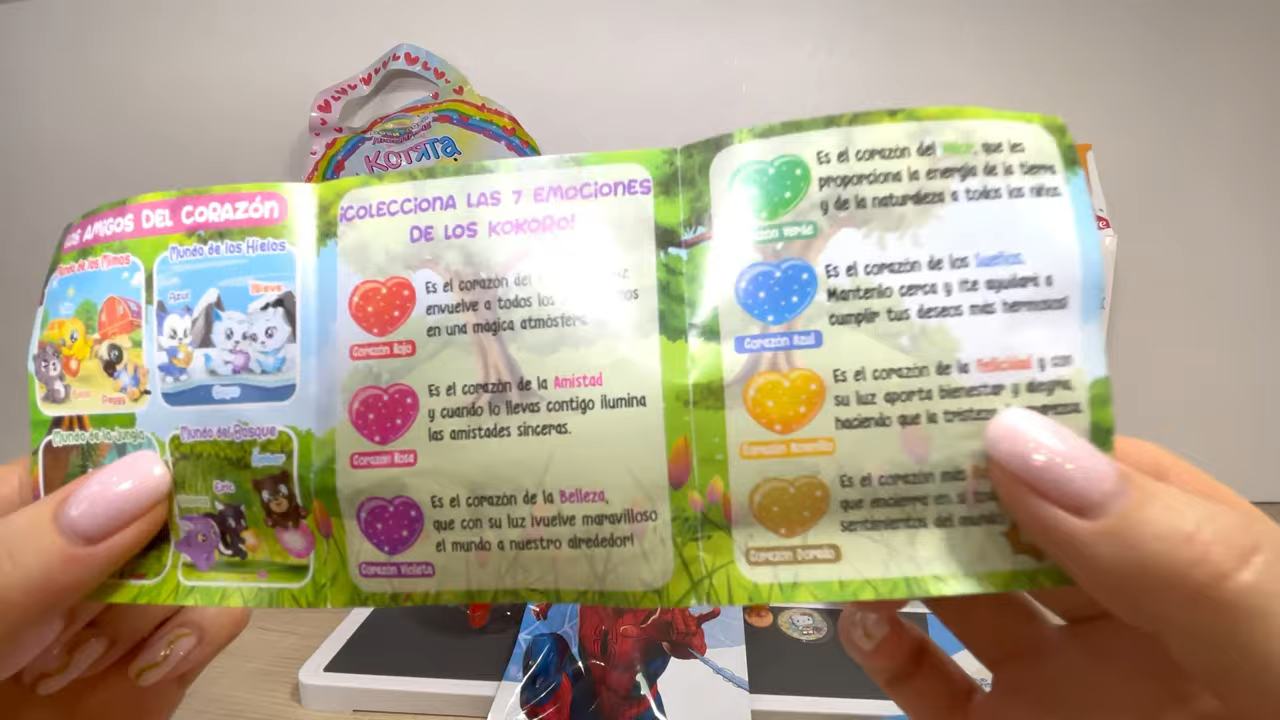 КОТЯТА
AMIGOS DEL CORAZÓN
de los Mimos
Mundo de los Hielos
Azul
Nieve
Peggy
Mundo de la Jungla
Mundo del Bosque
Eric
¡COLECCIONA LAS 7 EMOCIONES
DE LOS KOKORO!
Es el corazón del
envuelve a todos los
en una mágica atmósfera
Corazón Rojo
Es el corazón de la Amistad
y cuando lo llevas contigo ilumina
las amistades sinceras.
Corazón Rosa
Es el corazón de la Belleza,
que con su luz ¡vuelve maravilloso
el mundo a nuestro alrededor!
Corazón Violeta
Es el corazón del que les
proporciona la energía de la tierra
y de la naturaleza a todos los niños.
Corazón Verde
Es el corazón de los Sueños.
Mantenlo cerca y ¡te ayudará a
cumplir tus deseos más hermosos!
Corazón Azul
Es el corazón de la Felicidad y con
su luz aporta bienestar y alegría,
haciendo que la tristeza
Corazón Amarillo
Es el corazón más
que encierra en sí
sentimientos del mundo
Corazón Dorado